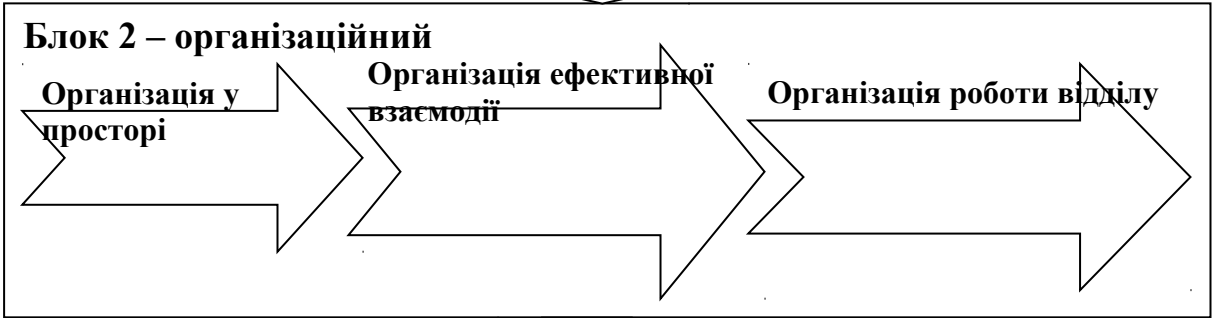 Блок 2 – організаційний
Організація у
просторі
Організація ефективної
взаємодії
Організація роботи відділу